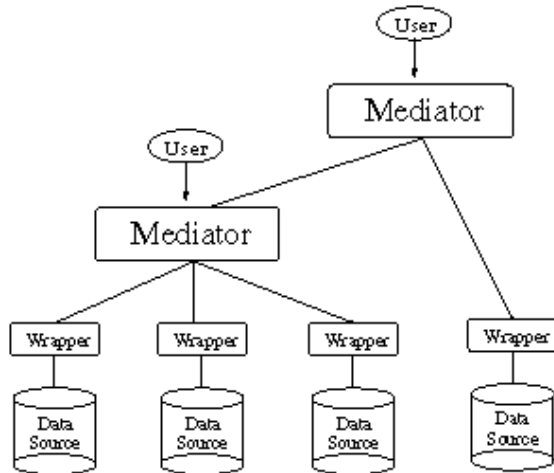 User
Mediator
User
Mediator
Wrapper
Wrapper
Wrapper
Wrapper
Data
Source
Data
Source
Data
Source
Data
Source